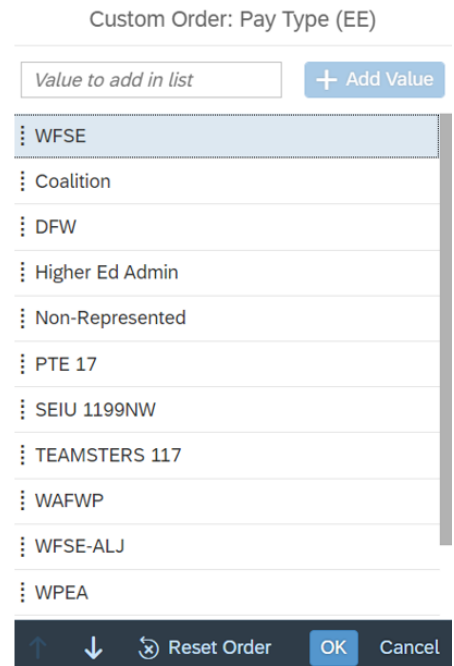 Custom Order: Pay Type (EE)
Value to add in list
+ Add Value
WFSE
Coalition
DFW
Higher Ed Admin
Non-Represented
PTE 17
SEIU 1199NW
TEAMSTERS 117
WAFWP
WFSE-ALJ
WPEA
Reset Order OK Cancel